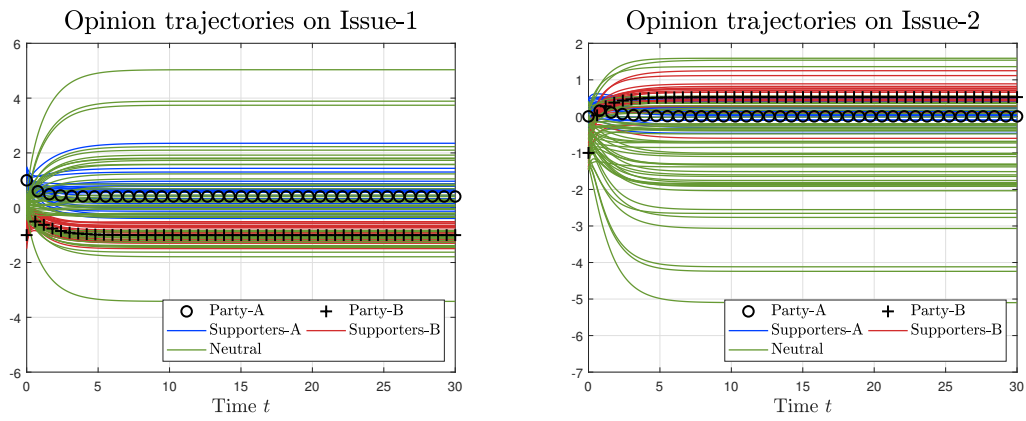 Opinion trajectories on Issue-1
6
4
2
0
-2
-4
-6
0 5 10 15 20 25 30
Time t
Party-A Party-B
Supporters-A Supporters-B
Neutral
Opinion trajectories on Issue-2
2
1
0
-1
-2
-3
-4
-5
-6
-7
0 5 10 15 20 25 30
Time t
Party-A Party-B
Supporters-A Supporters-B
Neutral